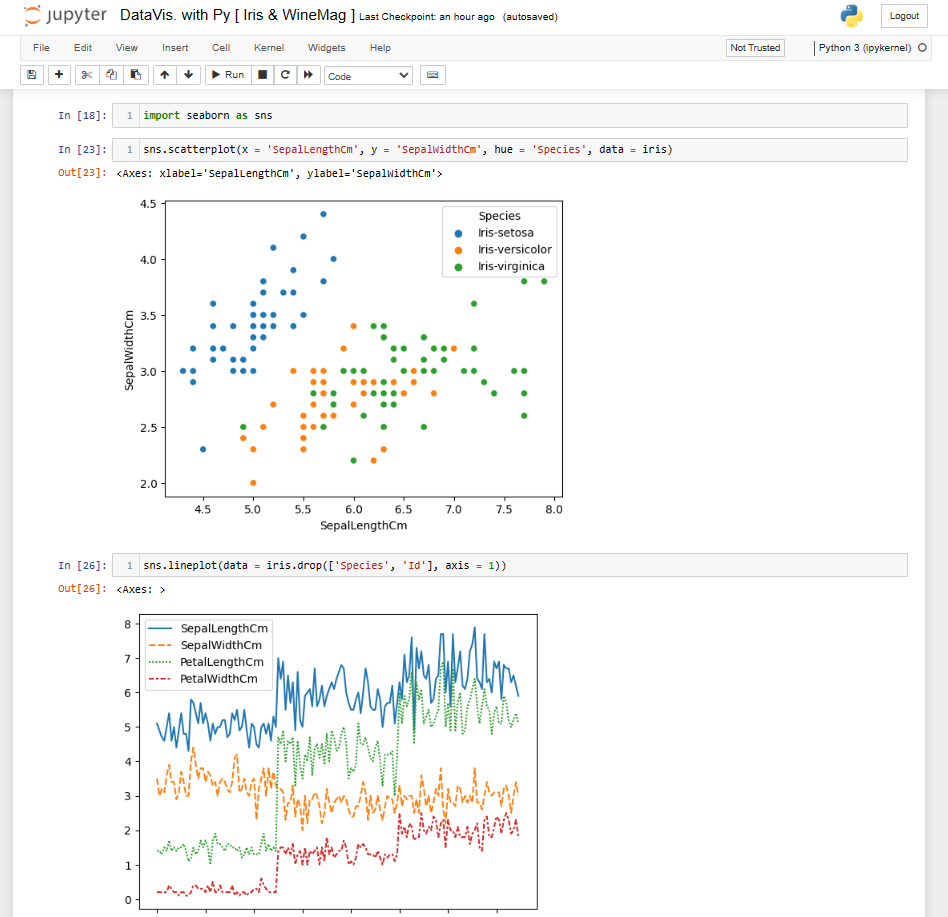 jupyter DataVis. with Py [ Iris & WineMag ] Last Checkpoint: an hour ago (autosaved) Logout
File Edit View Insert Cell Kernel Widgets Help Not Trusted Python 3 (ipykernel)
Run Code
In [18]: 1 import seaborn as sns
In [23]: 1 sns.scatterplot(x = 'SepalLengthCm', y = 'SepalWidthCm', hue = 'Species', data = iris)
Out[23]: <Axes: xlabel='SepalLengthCm', ylabel='SepalWidthCm'>
4.5
4.0
3.5
3.0
2.5
2.0
SepalWidthCm
Species
Iris-setosa
Iris-versicolor
Iris-virginica
4.5 5.0 5.5 6.0 6.5 7.0 7.5 8.0
SepalLengthCm
In [26]: 1 sns.lineplot(data = iris.drop(['Species', 'Id'], axis = 1))
Out[26]: <Axes: >
8
7
6
5
4
3
2
1
0
SepalLengthCm
SepalWidthCm
PetalLengthCm
PetalWidthCm